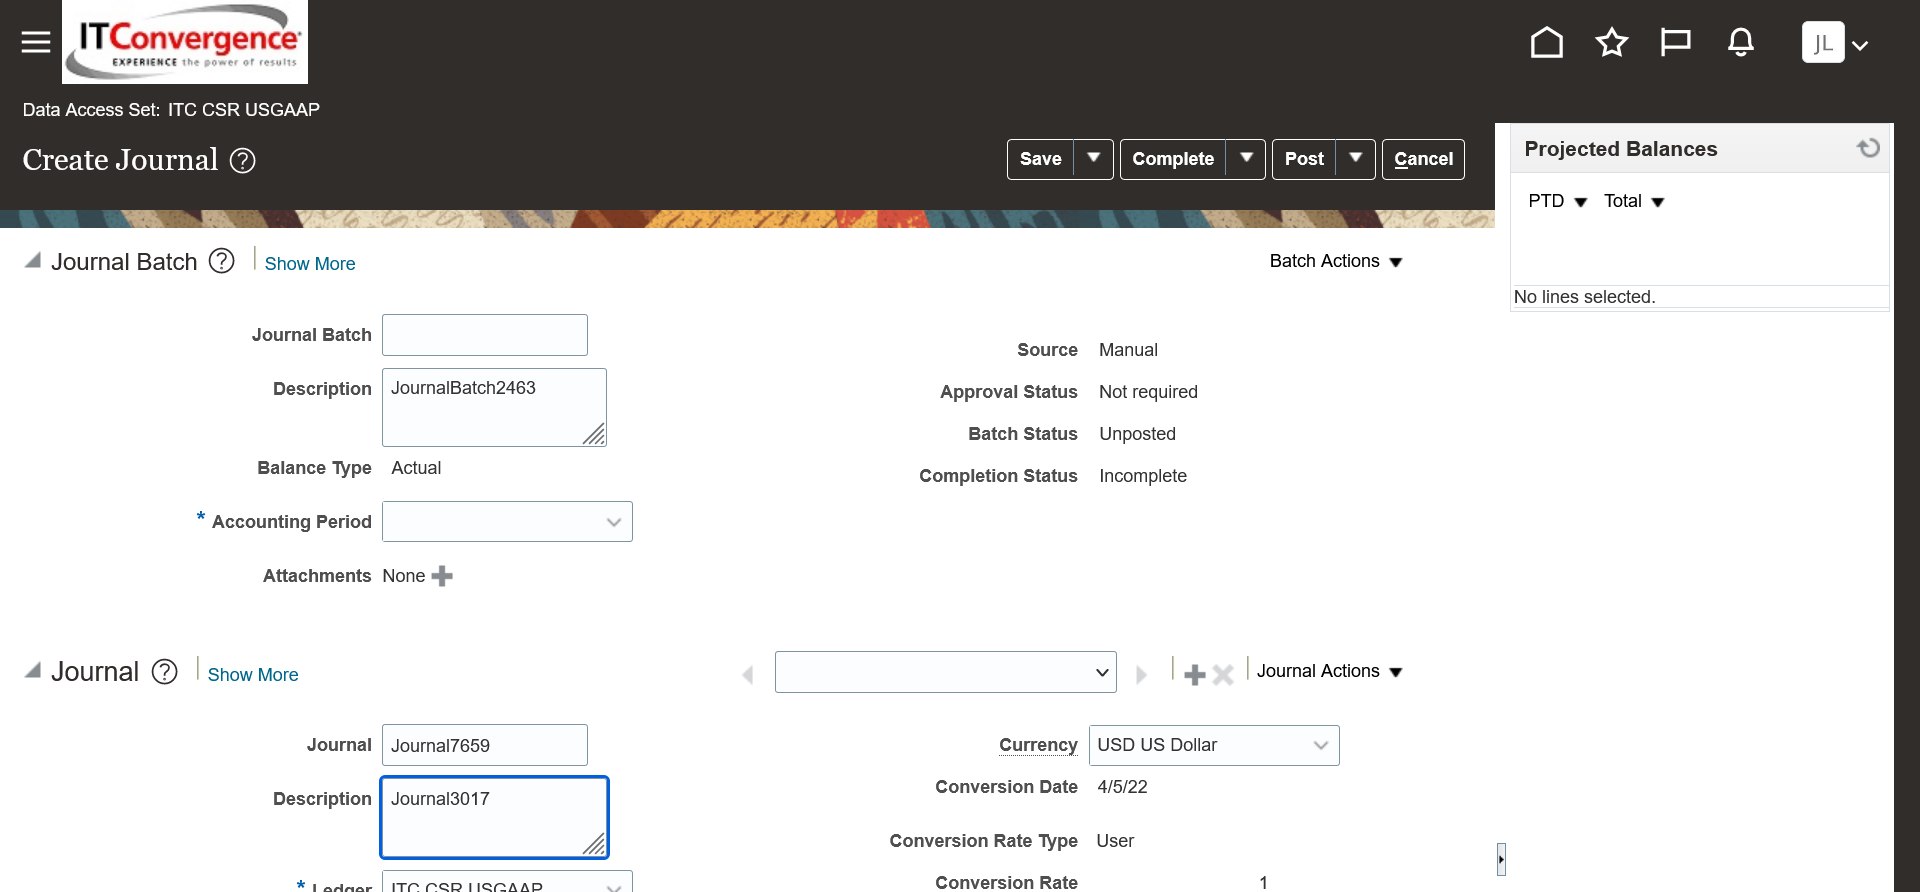 ITConvergence
EXPERIENCE the power of results
JL
Data Access Set: ITC CSR USGAAP
Create Journal ?
Save
Complete
Post
Cancel
Projected Balances
PTD
Total
No lines selected.
Journal Batch ?
Show More
Batch Actions
Journal Batch
Description JournalBatch2463
Balance Type Actual
* Accounting Period
Attachments None
Source Manual
Approval Status Not required
Batch Status Unposted
Completion Status Incomplete
Journal ?
Show More
Journal Actions
Journal Journal7659
Description Journal3017
* Ledger ITC CSR USGAAP
Currency USD US Dollar
Conversion Date 4/5/22
Conversion Rate Type User
Conversion Rate 1